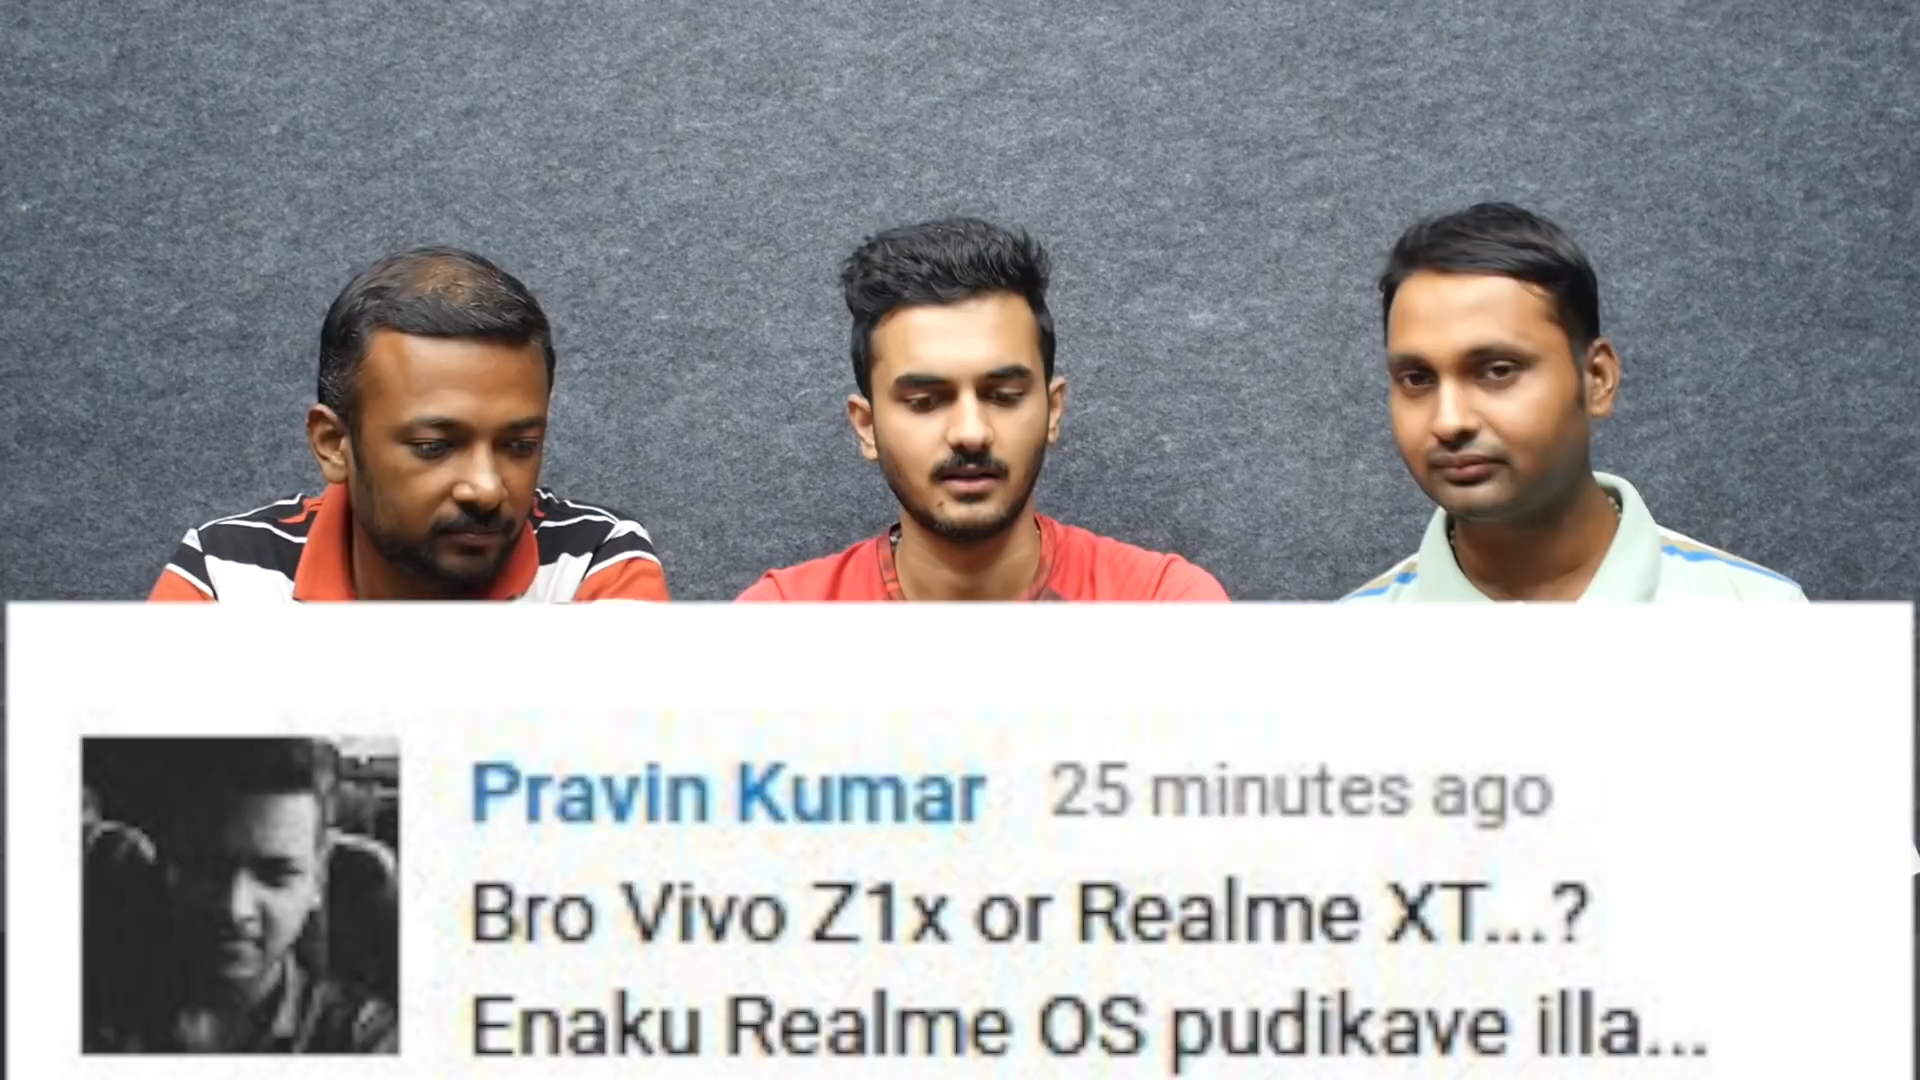 Pravin Kumar 25 minutes ago
Bro Vivo Z1x or Realme XT...?
Enaku Realme OS pudikave illa...